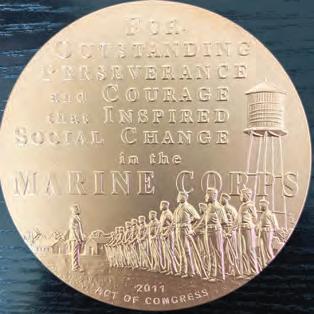 FOR
OUTSTANDING
PERSEVERANCE
and COURAGE
that INSPIRED
SOCIAL CHANGE
in the
MARINE CORPS
2011
ACT OF CONGRESS